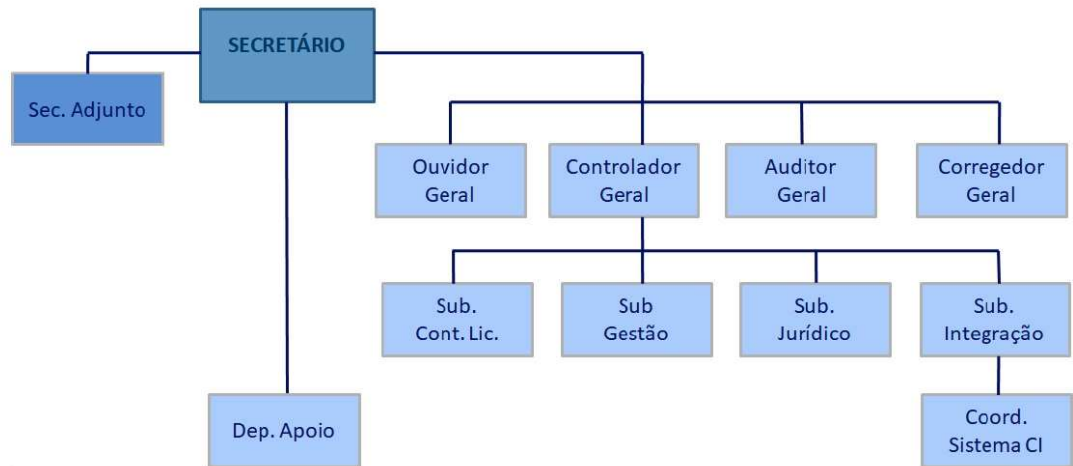 SECRETÁRIO
Sec. Adjunto
Ouvidor
Geral
Controlador
Geral
Auditor
Geral
Corregedor
Geral
Sub.
Cont. Lic.
Sub
Gestão
Sub.
Jurídico
Sub.
Integração
Dep. Apoio
Coord.
Sistema CI